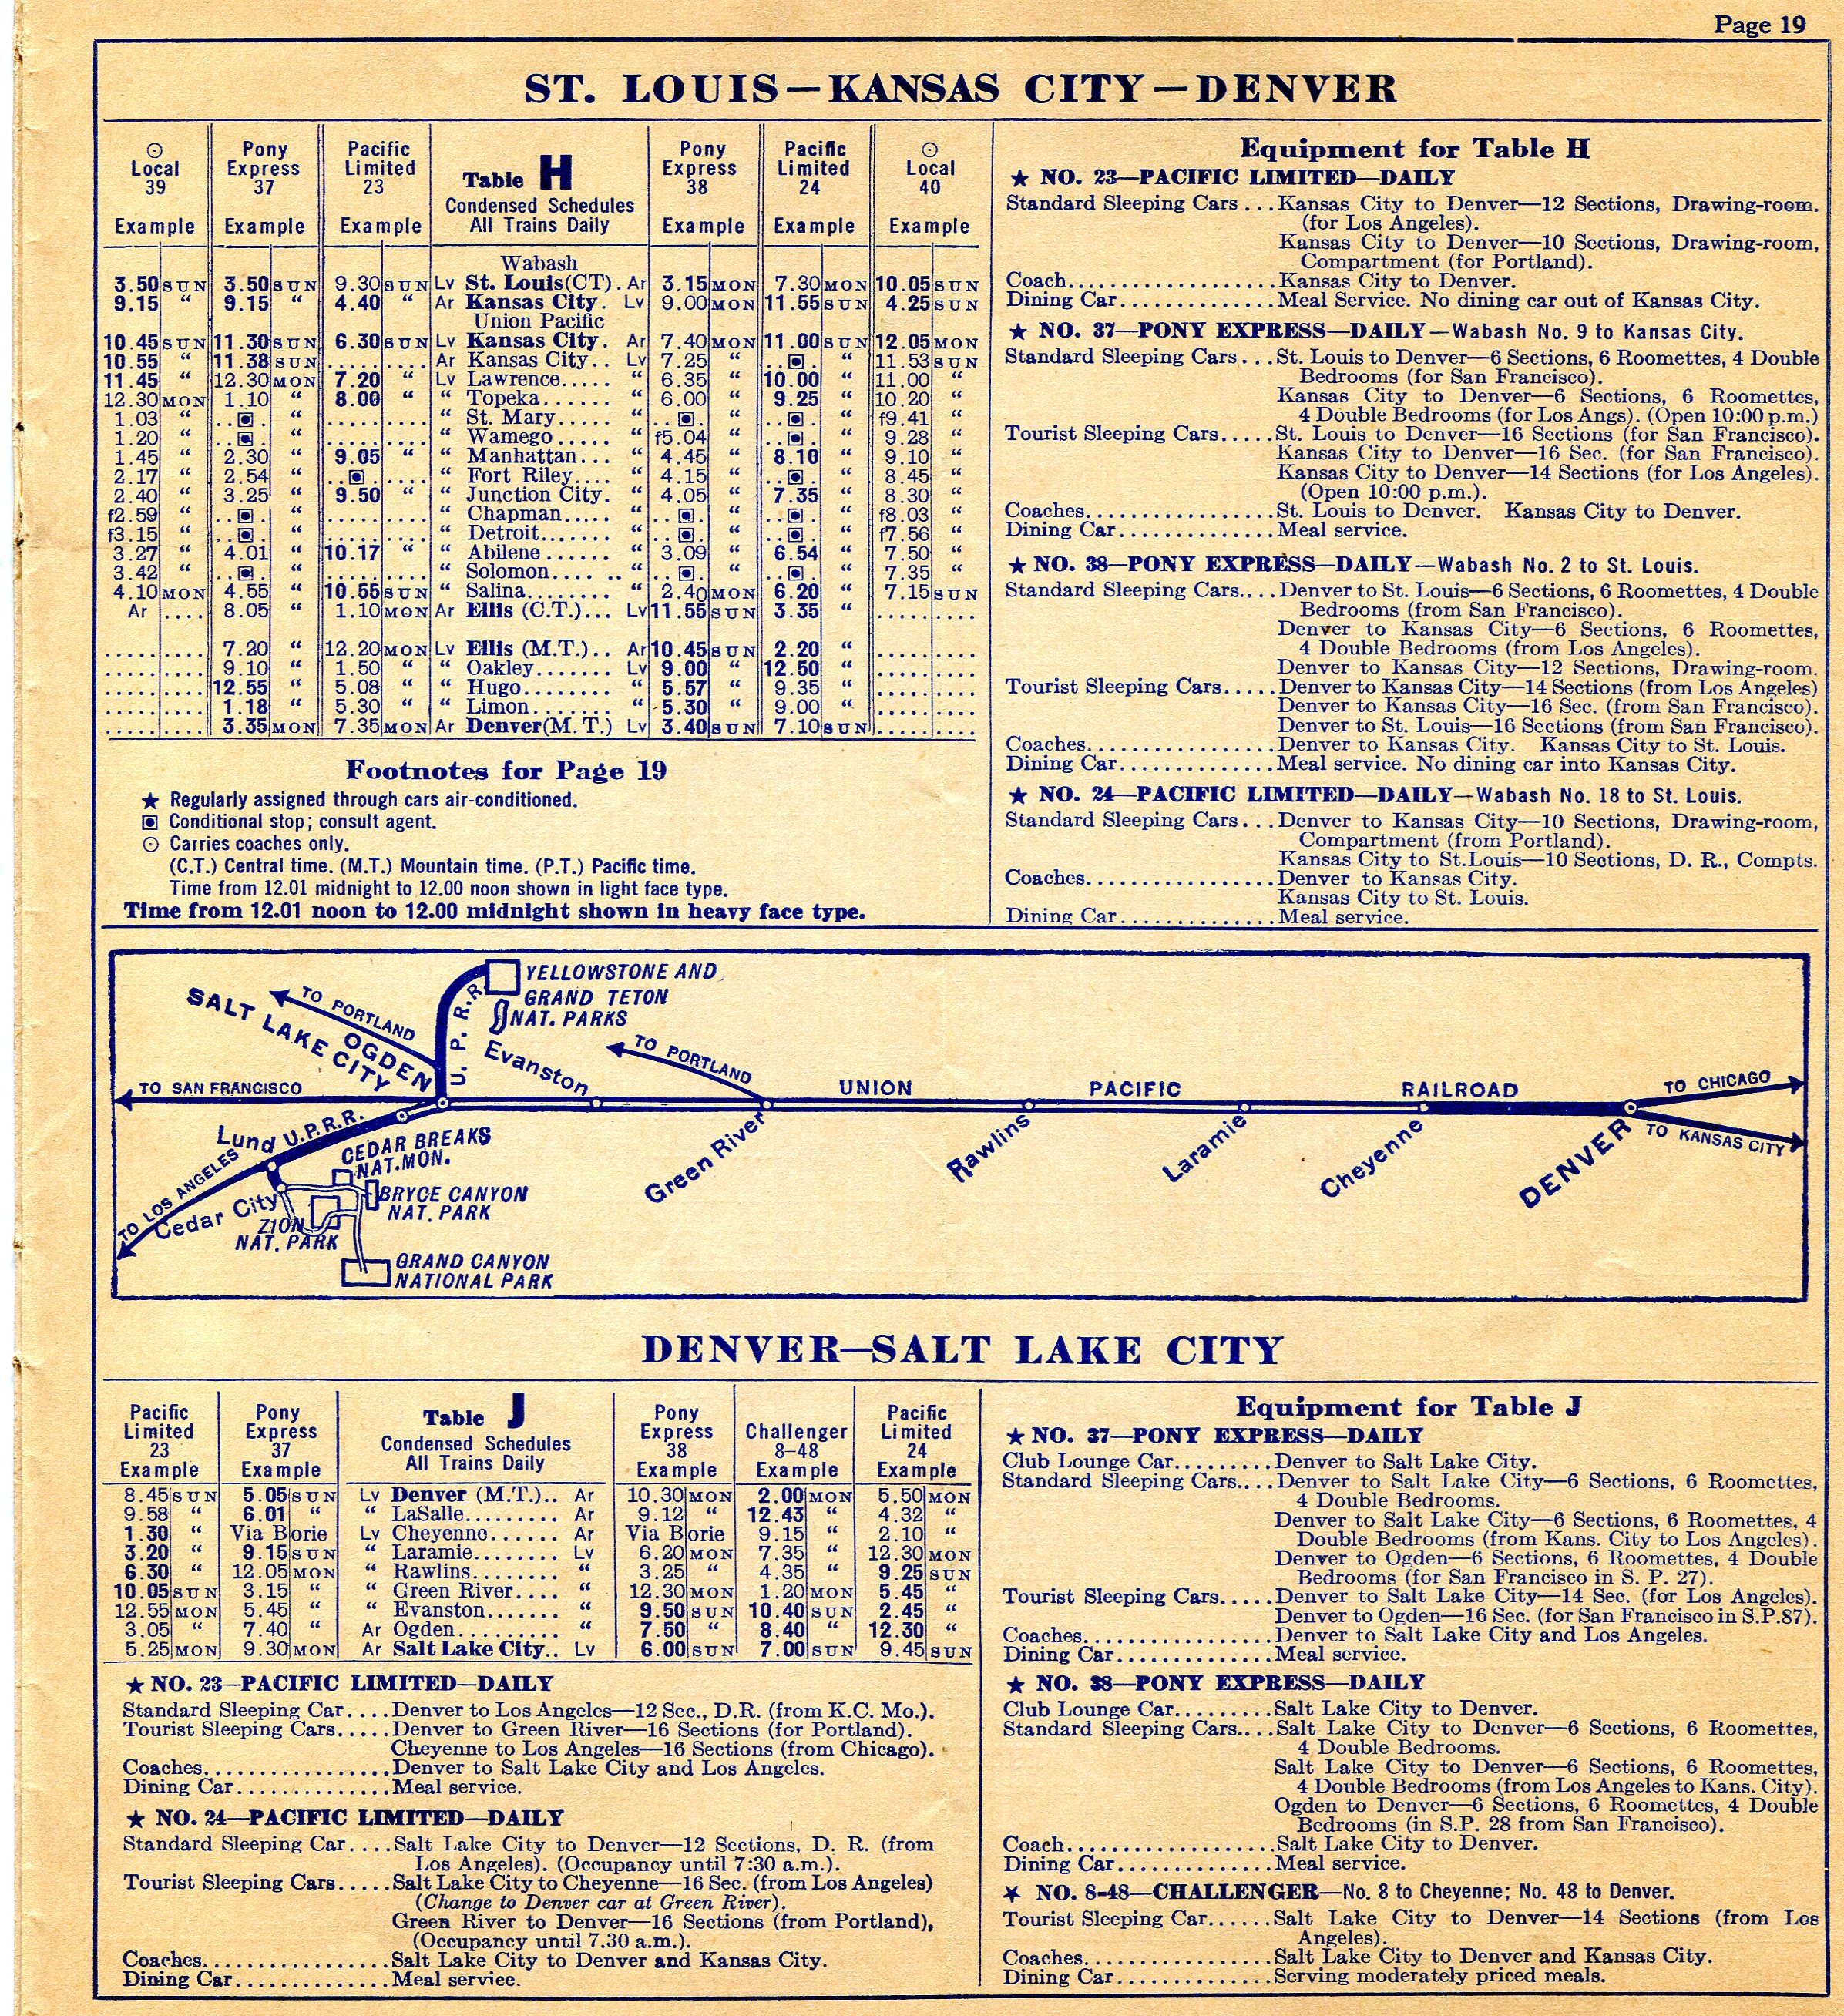 Page 19
ST. LOUIS—KANSAS CITY—DENVER
⊙ Local 39 Example | Pony Express 37 Example | Pacific Limited 23 Example | Table H Condensed Schedules All Trains Daily | Pony Express 38 Example | Pacific Limited 24 Example | ⊙ Local 40 Example
Wabash
3.50 SUN 3.50 SUN 9.30 SUN Lv St. Louis(CT). Ar 3.15 MON 7.30 MON 10.05 SUN
9.15 “ 9.15 “ 4.40 “ Ar Kansas City. Lv 9.00 MON 11.55 SUN 4.25 SUN
Union Pacific
10.45 SUN 11.30 SUN 6.30 SUN Lv Kansas City. Ar 7.40 MON 11.00 SUN 12.05 MON
10.55 “ 11.38 SUN ......... Ar Kansas City.. Lv 7.25 “ ..▣. “ 11.53 SUN
11.45 “ 12.30 MON 7.20 “ Lv Lawrence..... “ 6.35 “ 10.00 “ 11.00 “
12.30 MON 1.10 “ 8.00 “ “ Topeka...... “ 6.00 “ 9.25 “ 10.20 “
1.03 “ ..▣. “ ......... “ St. Mary..... “ ..▣. “ ..▣. “ f9.41 “
1.20 “ ..▣. “ ......... “ Wamego..... “ f5.04 “ ..▣. “ 9.28 “
1.45 “ 2.30 “ 9.05 “ “ Manhattan... “ 4.45 “ 8.10 “ 9.10 “
2.17 “ 2.54 “ ..▣. .... “ Fort Riley.... “ 4.15 “ ..▣. “ 8.45 “
2.40 “ 3.25 “ 9.50 “ “ Junction City. “ 4.05 “ 7.35 “ 8.30 “
f2.59 “ ..▣. “ ......... “ Chapman..... “ ..▣. “ ..▣. “ f8.03 “
f3.15 “ ..▣. “ ......... “ Detroit....... “ ..▣. “ ..▣. “ f7.56 “
3.27 “ 4.01 “ 10.17 “ “ Abilene...... “ 3.09 “ 6.54 “ 7.50 “
3.42 “ ..▣. “ ......... “ Solomon.... .. “ ..▣. “ ..▣. “ 7.35 “
4.10 MON 4.55 “ 10.55 SUN “ Salina........ “ 2.40 MON 6.20 “ 7.15 SUN
Ar .... 8.05 “ 1.10 MON Ar Ellis (C.T.)... Lv 11.55 SUN 3.35 “ .........
......... 7.20 “ 12.20 MON Lv Ellis (M.T.).. Ar 10.45 SUN 2.20 “ .........
......... 9.10 “ 1.50 “ “ Oakley....... Lv 9.00 “ 12.50 “ .........
......... 12.55 “ 5.08 “ “ Hugo........ “ 5.57 “ 9.35 “ .........
......... 1.18 “ 5.30 “ “ Limon....... “ 5.30 “ 9.00 “ .........
......... 3.35 MON 7.35 MON Ar Denver(M.T.) Lv 3.40 SUN 7.10 SUN .........
Footnotes for Page 19
★ Regularly assigned through cars air-conditioned.
▣ Conditional stop; consult agent.
⊙ Carries coaches only.
(C.T.) Central time. (M.T.) Mountain time. (P.T.) Pacific time.
Time from 12.01 midnight to 12.00 noon shown in light face type.
Time from 12.01 noon to 12.00 midnight shown in heavy face type.
Equipment for Table H
★ NO. 23—PACIFIC LIMITED—DAILY
Standard Sleeping Cars...Kansas City to Denver—12 Sections, Drawing-room.
(for Los Angeles).
Kansas City to Denver—10 Sections, Drawing-room,
Compartment (for Portland).
Coach..................Kansas City to Denver.
Dining Car.............Meal Service. No dining car out of Kansas City.
★ NO. 37—PONY EXPRESS—DAILY—Wabash No. 9 to Kansas City.
Standard Sleeping Cars...St. Louis to Denver—6 Sections, 6 Roomettes, 4 Double
Bedrooms (for San Francisco).
Kansas City to Denver—6 Sections, 6 Roomettes,
4 Double Bedrooms (for Los Angs). (Open 10:00 p.m.)
Tourist Sleeping Cars.....St. Louis to Denver—16 Sections (for San Francisco).
Kansas City to Denver—16 Sec. (for San Francisco).
Kansas City to Denver—14 Sections (for Los Angeles).
(Open 10:00 p.m.).
Coaches................St. Louis to Denver. Kansas City to Denver.
Dining Car.............Meal service.
★ NO. 38—PONY EXPRESS—DAILY—Wabash No. 2 to St. Louis.
Standard Sleeping Cars...Denver to St. Louis—6 Sections, 6 Roomettes, 4 Double
Bedrooms (from San Francisco).
Denver to Kansas City—6 Sections, 6 Roomettes,
4 Double Bedrooms (from Los Angeles).
Denver to Kansas City—12 Sections, Drawing-room.
Tourist Sleeping Cars.....Denver to Kansas City—14 Sections (from Los Angeles)
Denver to Kansas City—16 Sec. (from San Francisco).
Denver to St. Louis—16 Sections (from San Francisco).
Coaches................Denver to Kansas City. Kansas City to St. Louis.
Dining Car.............Meal service. No dining car into Kansas City.
★ NO. 24—PACIFIC LIMITED—DAILY—Wabash No. 18 to St. Louis.
Standard Sleeping Cars...Denver to Kansas City—10 Sections, Drawing-room,
Compartment (from Portland).
Kansas City to St.Louis—10 Sections, D. R., Compts.
Coaches................Denver to Kansas City.
Kansas City to St. Louis.
Dining Car.............Meal service.
YELLOWSTONE AND
GRAND TETON
NAT. PARKS
U. P. R. R.
TO PORTLAND
SALT LAKE CITY
OGDEN
Evanston
TO PORTLAND
TO SAN FRANCISCO
UNION PACIFIC RAILROAD
TO CHICAGO
TO KANSAS CITY
Lund U.P.R.R.
CEDAR BREAKS
NAT.MON.
TO LOS ANGELES
Cedar City
BRYCE CANYON
NAT. PARK
ZION
NAT. PARK
GRAND CANYON
NATIONAL PARK
Green River
Rawlins
Laramie
Cheyenne
DENVER
DENVER—SALT LAKE CITY
Pacific Limited 23 Example | Pony Express 37 Example | Table J Condensed Schedules All Trains Daily | Pony Express 38 Example | Challenger 8-48 Example | Pacific Limited 24 Example
8.45 SUN 5.05 SUN Lv Denver (M.T.).. Ar 10.30 MON 2.00 MON 5.50 MON
9.58 “ 6.01 “ “ LaSalle......... Ar 9.12 “ 12.43 “ 4.32 “
1.30 “ Via Borie Lv Cheyenne...... Ar Via Borie 9.15 “ 2.10 “
3.20 “ 9.15 SUN “ Laramie........ Lv 6.20 MON 7.35 “ 12.30 MON
6.30 “ 12.05 MON “ Rawlins........ “ 3.25 “ 4.35 “ 9.25 SUN
10.05 SUN 3.15 “ “ Green River.... “ 12.30 MON 1.20 MON 5.45 “
12.55 MON 5.45 “ “ Evanston....... “ 9.50 SUN 10.40 SUN 2.45 “
3.05 “ 7.40 “ Ar Ogden......... “ 7.50 “ 8.40 “ 12.30 “
5.25 MON 9.30 MON Ar Salt Lake City.. Lv 6.00 SUN 7.00 SUN 9.45 SUN
★ NO. 23—PACIFIC LIMITED—DAILY
Standard Sleeping Car....Denver to Los Angeles—12 Sec., D.R. (from K.C. Mo.).
Tourist Sleeping Cars.....Denver to Green River—16 Sections (for Portland).
Cheyenne to Los Angeles—16 Sections (from Chicago).
Coaches................Denver to Salt Lake City and Los Angeles.
Dining Car.............Meal service.
★ NO. 24—PACIFIC LIMITED—DAILY
Standard Sleeping Car....Salt Lake City to Denver—12 Sections, D. R. (from
Los Angeles). (Occupancy until 7:30 a.m.).
Tourist Sleeping Cars.....Salt Lake City to Cheyenne—16 Sec. (from Los Angeles)
(Change to Denver car at Green River).
Green River to Denver—16 Sections (from Portland),
(Occupancy until 7.30 a.m.).
Coaches................Salt Lake City to Denver and Kansas City.
Dining Car.............Meal service.
Equipment for Table J
★ NO. 37—PONY EXPRESS—DAILY
Club Lounge Car.........Denver to Salt Lake City.
Standard Sleeping Cars....Denver to Salt Lake City—6 Sections, 6 Roomettes,
4 Double Bedrooms.
Denver to Salt Lake City—6 Sections, 6 Roomettes, 4
Double Bedrooms (from Kans. City to Los Angeles).
Denver to Ogden—6 Sections, 6 Roomettes, 4 Double
Bedrooms (for San Francisco in S. P. 27).
Tourist Sleeping Cars.....Denver to Salt Lake City—14 Sec. (for Los Angeles).
Denver to Ogden—16 Sec. (for San Francisco in S.P.87).
Coaches................Denver to Salt Lake City and Los Angeles.
Dining Car.............Meal service.
★ NO. 38—PONY EXPRESS—DAILY
Club Lounge Car.........Salt Lake City to Denver.
Standard Sleeping Cars....Salt Lake City to Denver—6 Sections, 6 Roomettes,
4 Double Bedrooms.
Salt Lake City to Denver—6 Sections, 6 Roomettes,
4 Double Bedrooms (from Los Angeles to Kans. City).
Ogden to Denver—6 Sections, 6 Roomettes, 4 Double
Bedrooms (in S.P. 28 from San Francisco).
Coach..................Salt Lake City to Denver.
Dining Car.............Meal service.
★ NO. 8-48—CHALLENGER—No. 8 to Cheyenne; No. 48 to Denver.
Tourist Sleeping Car......Salt Lake City to Denver—14 Sections (from Los
Angeles).
Coaches................Salt Lake City to Denver and Kansas City.
Dining Car.............Serving moderately priced meals.